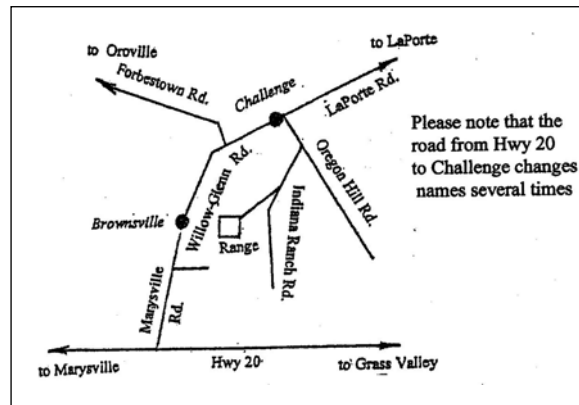 to Oroville
Forbestown Rd.
Challenge
to LaPorte
LaPorte Rd.
Please note that the
road from Hwy 20
to Challenge changes
names several times
Oregon Hill Rd.
Willow-Glenn Rd.
Brownsville
Range
Indiana Ranch Rd.
Marysville
Rd.
to Marysville
Hwy 20
to Grass Valley